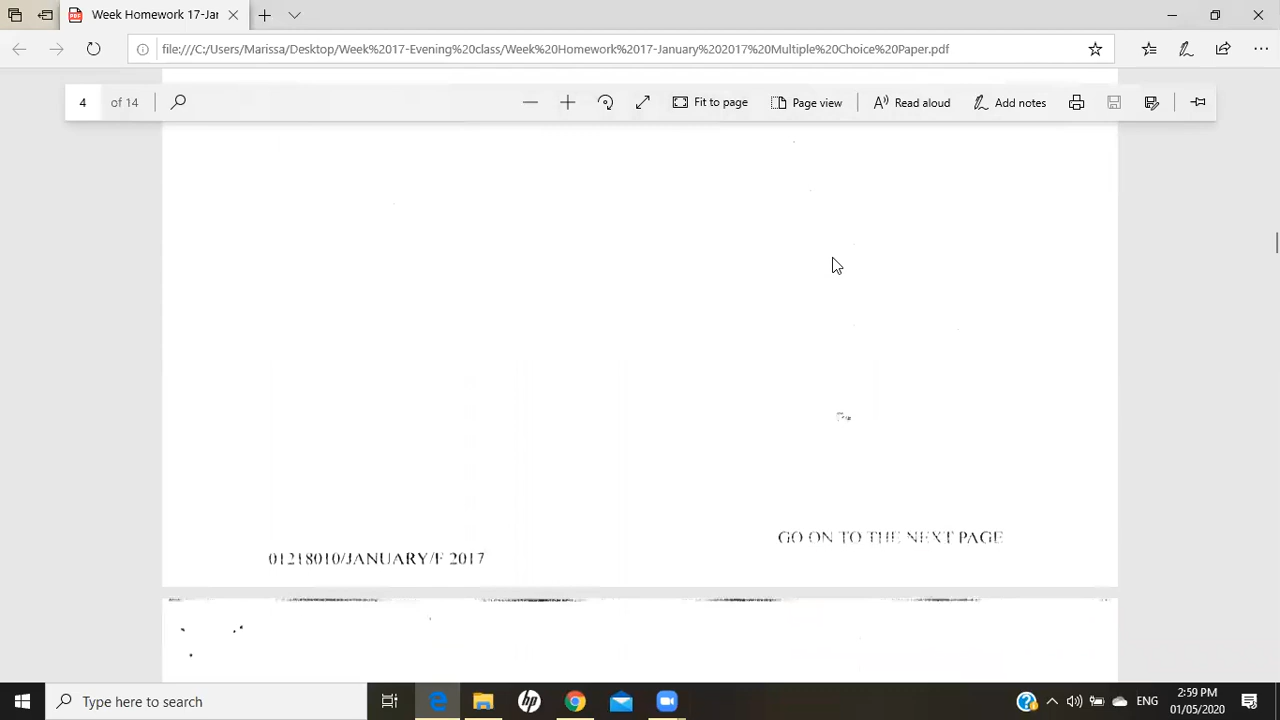 Week Homework 17-Jar
file:///C:/Users/Marissa/Desktop/Week%2017-Evening%20class/Week%20Homework%2017-January%202017%20Multiple%20Choice%20Paper.pdf
4 of 14 Fit to page Page view Read aloud Add notes
GO ON TO THE NEXT PAGE
01218010/JANUARY/F 2017
Type here to search
ENG
2:59 PM
01/05/2020